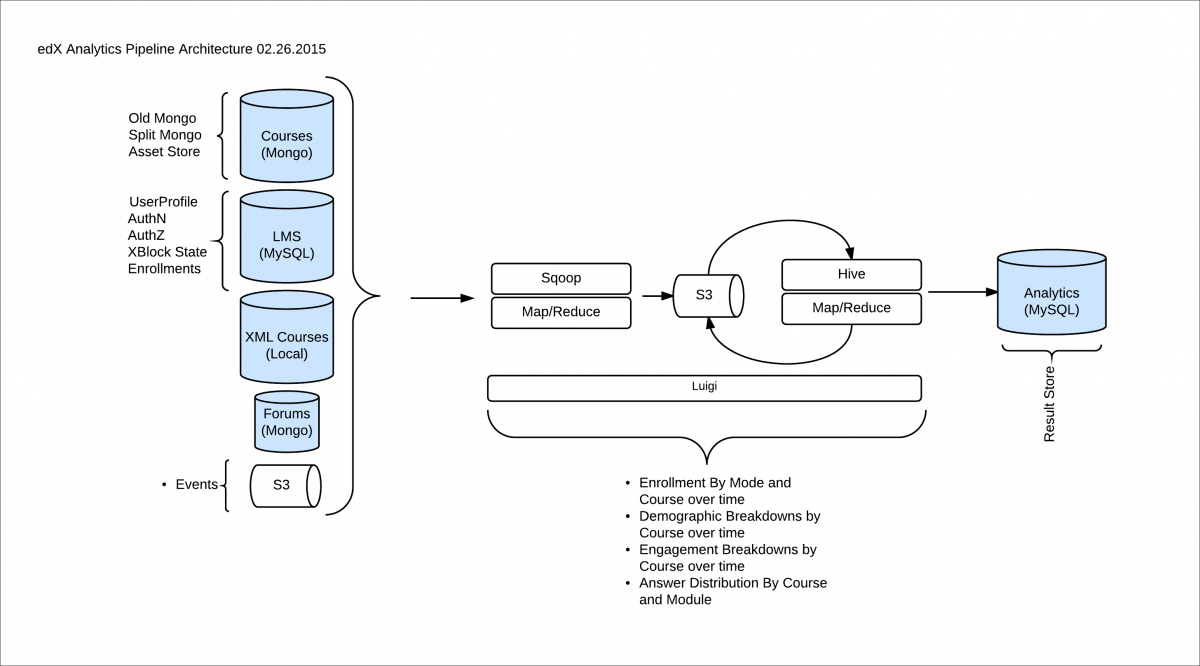 edX Analytics Pipeline Architecture 02.26.2015
Old Mongo
Split Mongo
Asset Store
Courses
(Mongo)
UserProfile
AuthN
AuthZ
XBlock State
Enrollments
LMS
(MySQL)
XML Courses
(Local)
Forums
(Mongo)
• Events
S3
Sqoop
Map/Reduce
S3
Hive
Map/Reduce
Analytics
(MySQL)
Result Store
Luigi
• Enrollment By Mode and
Course over time
• Demographic Breakdowns by
Course over time
• Engagement Breakdowns by
Course over time
• Answer Distribution By Course
and Module